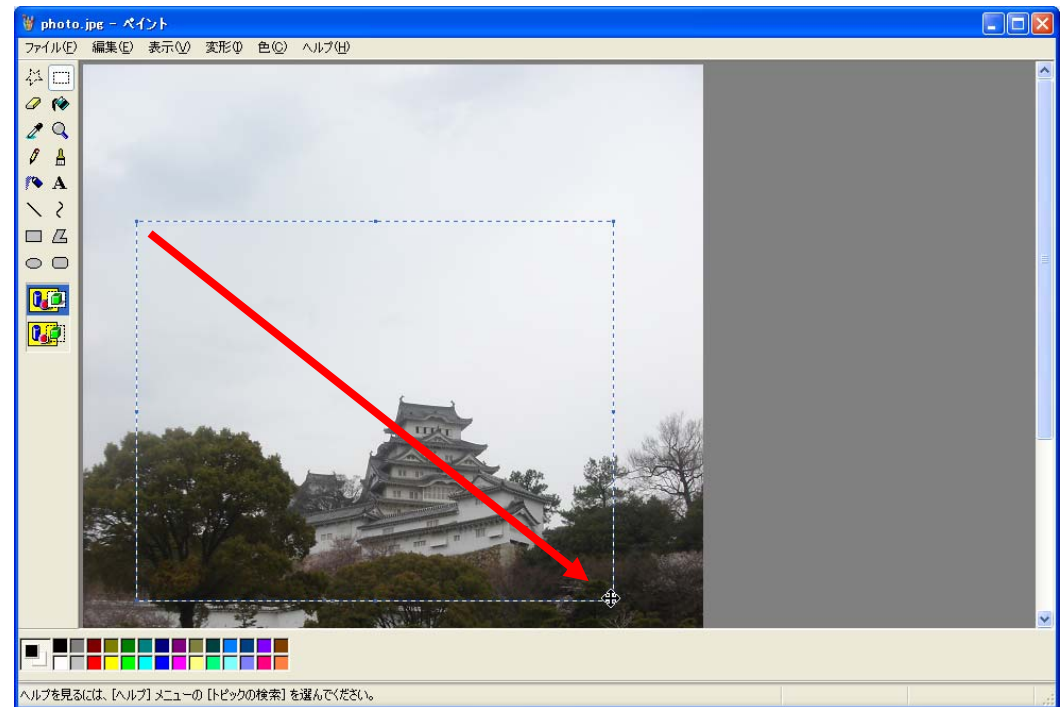 photo.jpg - ペイント
ファイル(F) 編集(E) 表示(V) 変形(I) 色(C) ヘルプ(H)
A
ヘルプを見るには、[ヘルプ] メニューの [トピックの検索] を選んでください。